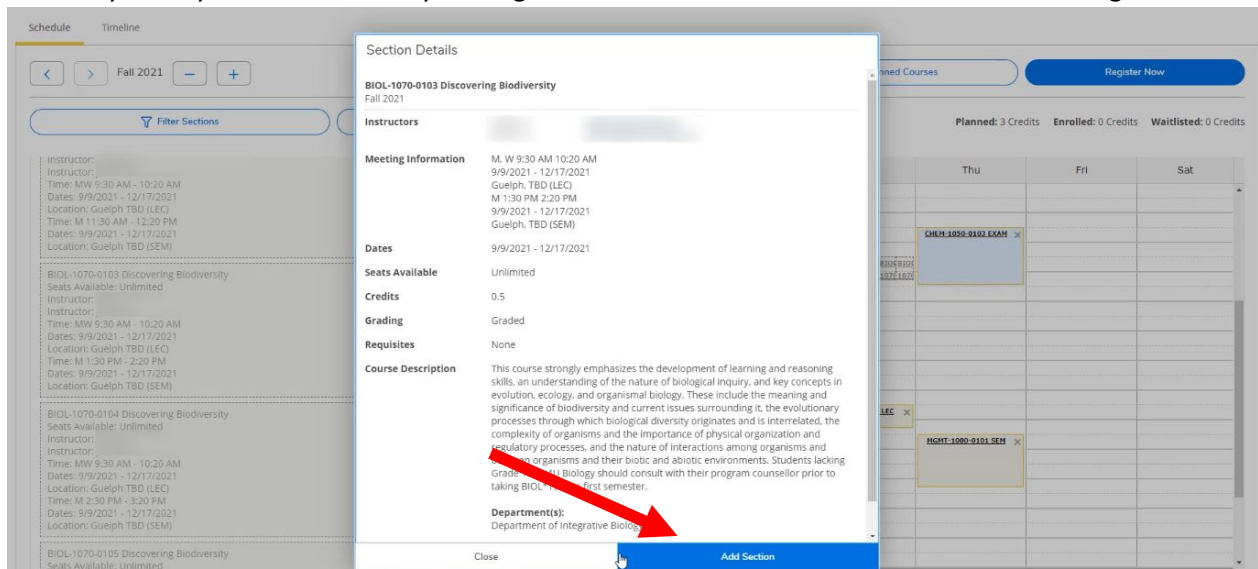 Schedule Timeline
Fall 2021
Register Now
Filter Sections
Planned: 3 Credits Enrolled: 0 Credits Waitlisted: 0 Credits
Instructor:
Instructor:
Time: MW 9:30 AM - 10:20 AM
Dates: 9/9/2021 - 12/17/2021
Location: Guelph TBD (LEC)
Time: M 11:30 AM - 12:20 PM
Dates: 9/9/2021 - 12/17/2021
Location: Guelph TBD (SEM)
BIOL-1070-0103 Discovering Biodiversity
Seats Available: Unlimited
Instructor:
Instructor:
Time: MW 9:30 AM - 10:20 AM
Dates: 9/9/2021 - 12/17/2021
Location: Guelph TBD (LEC)
Time: M 1:30 PM - 2:20 PM
Dates: 9/9/2021 - 12/17/2021
Location: Guelph TBD (SEM)
BIOL-1070-0104 Discovering Biodiversity
Seats Available: Unlimited
Instructor:
Instructor:
Time: MW 9:30 AM - 10:20 AM
Dates: 9/9/2021 - 12/17/2021
Location: Guelph TBD (LEC)
Time: M 2:30 PM - 3:20 PM
Dates: 9/9/2021 - 12/17/2021
Location: Guelph TBD (SEM)
BIOL-1070-0105 Discovering Biodiversity
Seats Available: Unlimited
Section Details
BIOL-1070-0103 Discovering Biodiversity
Fall 2021
Instructors
Meeting Information M, W 9:30 AM 10:20 AM
9/9/2021 - 12/17/2021
Guelph, TBD (LEC)
M 1:30 PM 2:20 PM
9/9/2021 - 12/17/2021
Guelph, TBD (SEM)
Dates 9/9/2021 - 12/17/2021
Seats Available Unlimited
Credits 0.5
Grading Graded
Requisites None
Course Description This course strongly emphasizes the development of learning and reasoning
skills, an understanding of the nature of biological inquiry, and key concepts in
evolution, ecology, and organismal biology. These include the meaning and
significance of biodiversity and current issues surrounding it, the evolutionary
processes through which biological diversity originates and is interrelated, the
complexity of organisms and the importance of physical organization and
regulatory processes, and the nature of interactions among organisms and
organisms and their biotic and abiotic environments. Students lacking
Grade 4U Biology should consult with their program counsellor prior to
taking BIOL* first semester.
Department(s):
Department of Integrative Biology
Close Add Section
Courses
Thu Fri Sat
CHEM-1050-0103 EXAM
LEC
MGMT-1000-0101 SEM